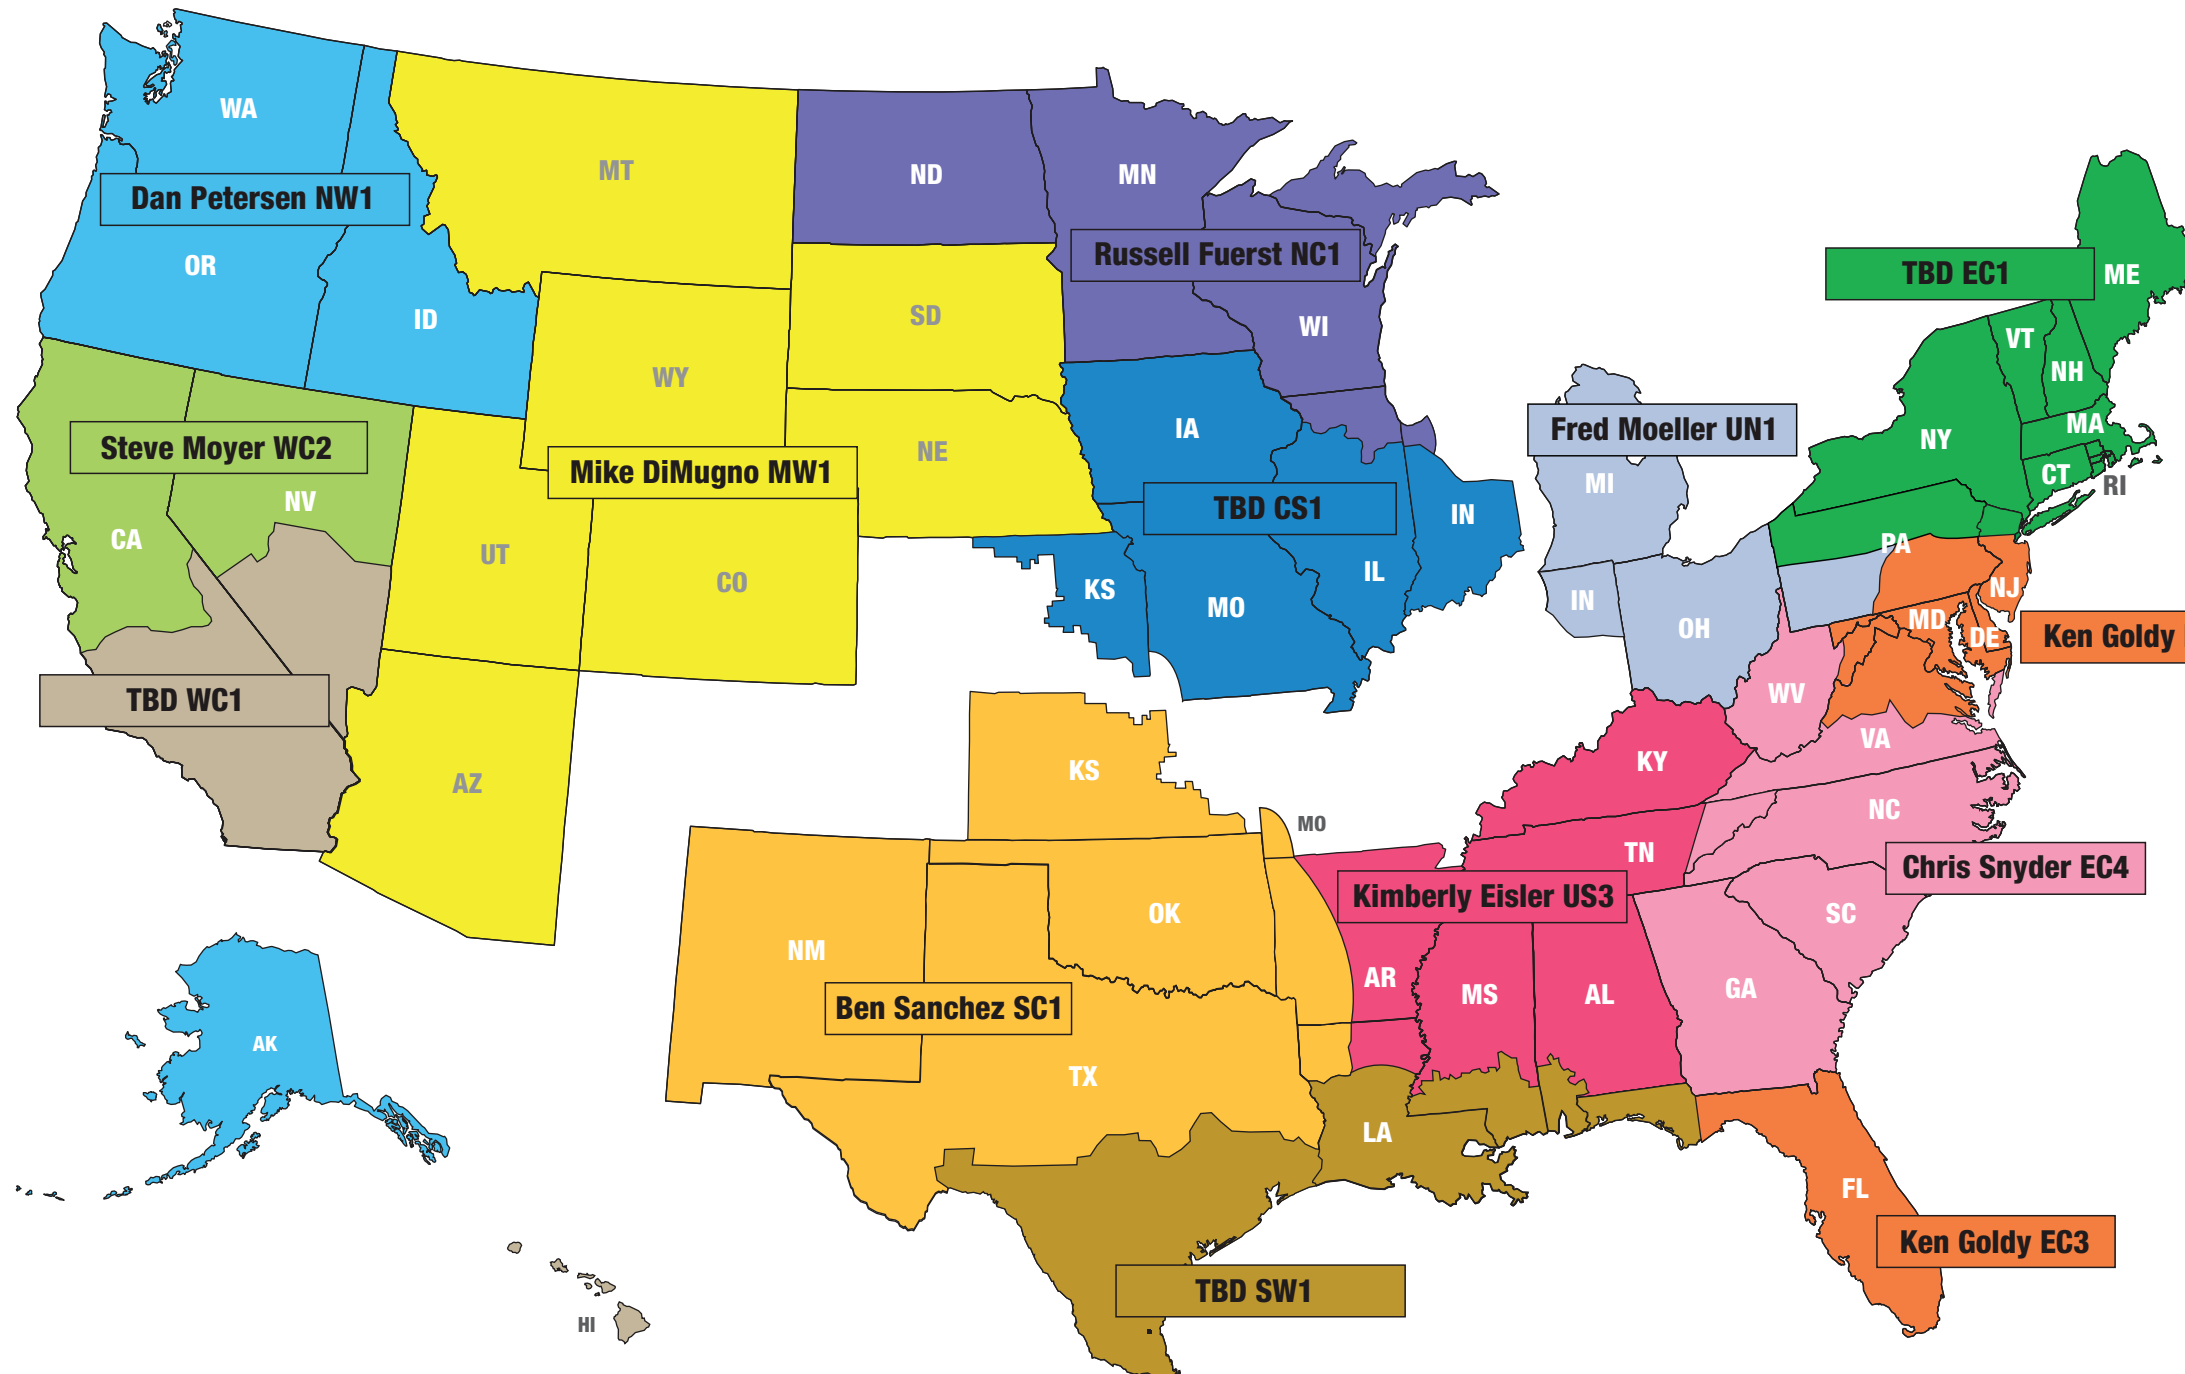 WA
MT
ND
MN
Dan Petersen NW1
Russell Fuerst NC1
OR
TBD EC1
ME
ID
SD
WI
VT
WY
NH
Steve Moyer WC2
IA
Fred Moeller UN1
MA
NY
NE
Mike DiMugno MW1
CT
RI
NV
MI
TBD CS1
IN
CA
UT
PA
CO
KS
IL
IN
NJ
MO
OH
MD
DE
Ken Goldy
TBD WC1
WV
VA
AZ
KS
KY
NC
MO
TN
Chris Snyder EC4
Kimberly Eisler US3
OK
SC
NM
AR
MS
AL
GA
Ben Sanchez SC1
AK
TX
LA
FL
Ken Goldy EC3
TBD SW1
HI